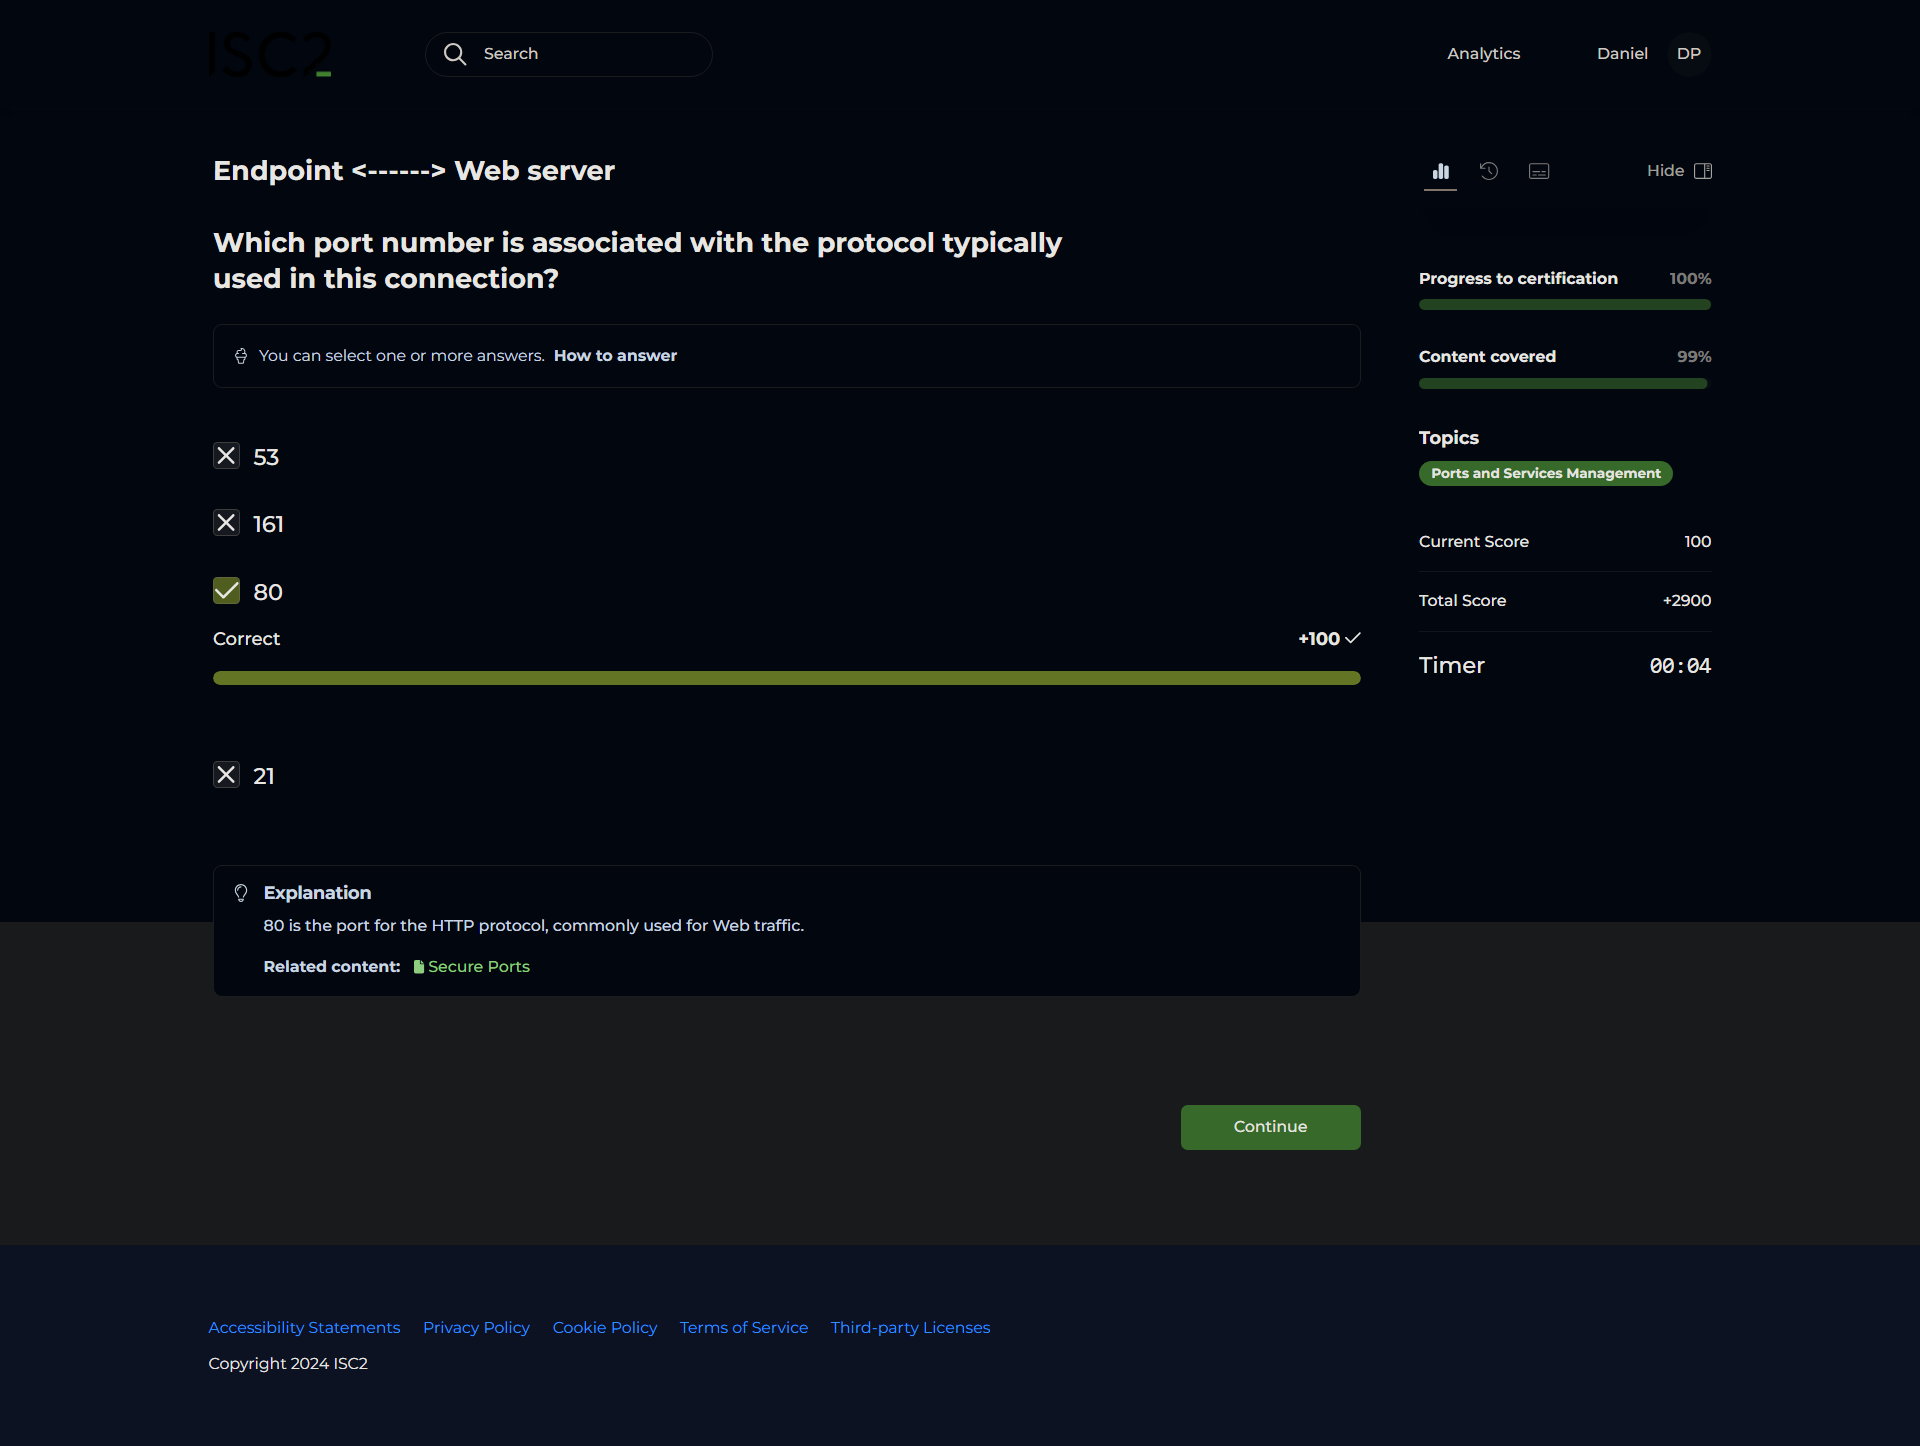 ISC2
Search
Analytics
Daniel
DP
Endpoint <------> Web server
Which port number is associated with the protocol typically
used in this connection?
You can select one or more answers. How to answer
53
161
80
Correct
+100
21
Explanation
80 is the port for the HTTP protocol, commonly used for Web traffic.
Related content: Secure Ports
Continue
Hide
Progress to certification 100%
Content covered 99%
Topics
Ports and Services Management
Current Score 100
Total Score +2900
Timer 00:04
Accessibility Statements Privacy Policy Cookie Policy Terms of Service Third-party Licenses
Copyright 2024 ISC2